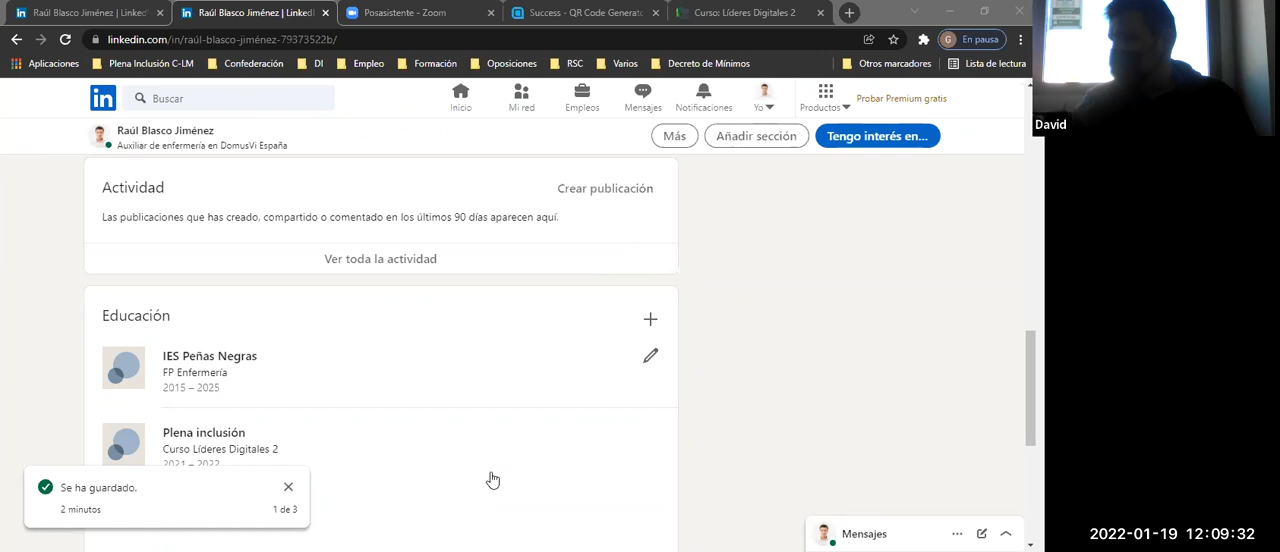 Raúl Blasco Jiménez | Linked
Raúl Blasco Jiménez | Linked
Posasistente - Zoom
Success - QR Code Generato
Curso: Líderes Digitales 2
linkedin.com/in/raúl-blasco-jiménez-79373522b/
G
En pausa
Aplicaciones
Plena Inclusión C-LM
Confederación
DI
Empleo
Formación
Oposiciones
RSC
Varios
Decreto de Mínimos
Otros marcadores
Lista de lectura
in
Buscar
Inicio
Mi red
Empleos
Mensajes
Notificaciones
Yo
Productos
Probar Premium gratis
Raúl Blasco Jiménez
Auxiliar de enfermería en DomusVi España
Más
Añadir sección
Tengo interés en...
Actividad
Crear publicación
Las publicaciones que has creado, compartido o comentado en los últimos 90 días aparecen aquí.
Ver toda la actividad
Educación
IES Peñas Negras
FP Enfermería
2015 – 2025
Plena inclusión
Curso Líderes Digitales 2
2021 – 2022
Se ha guardado.
2 minutos
1 de 3
Mensajes
David
2022-01-19 12:09:32